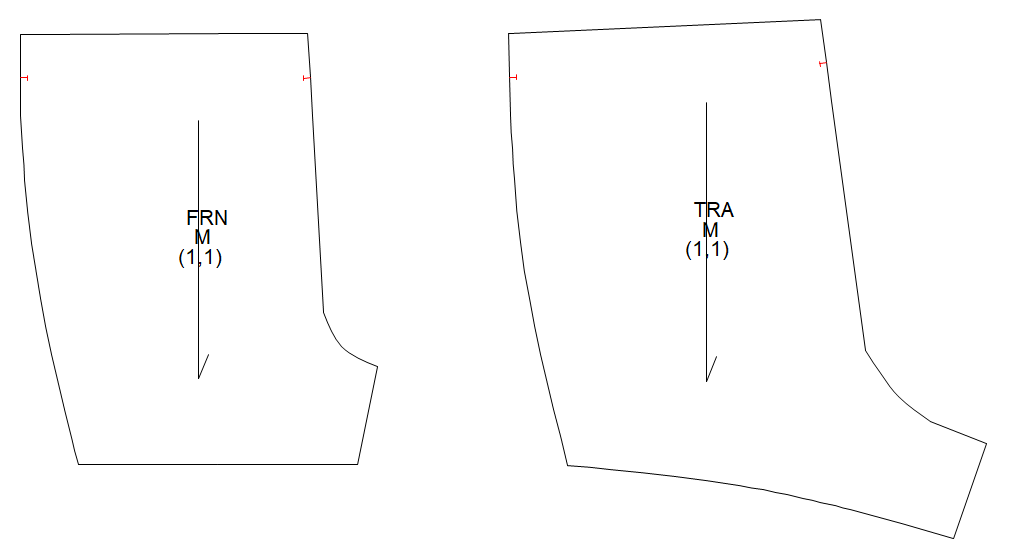 FRN
M
(1,1)
TRA
M
(1,1)